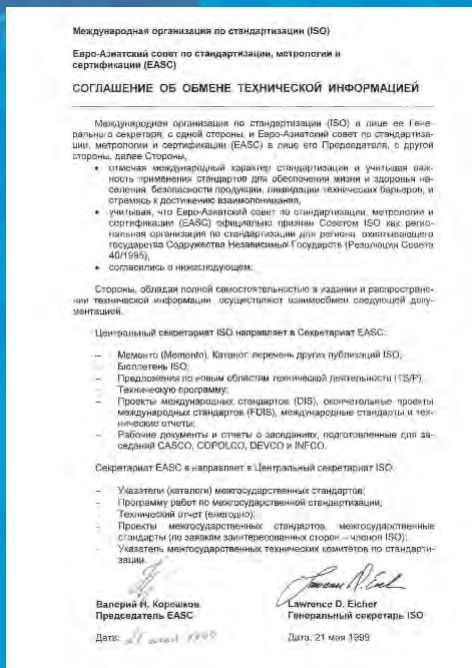 Международная организация по стандартизации (ISO)
Евро-Азиатский совет по стандартизации, метрологии и
сертификации (EASC)
СОГЛАШЕНИЕ ОБ ОБМЕНЕ ТЕХНИЧЕСКОЙ ИНФОРМАЦИЕЙ
Международная организация по стандартизации (ISO) в лице ее Гене-
рального секретаря, с одной стороны, и Евро-Азиатский совет по стандартиза-
ции, метрологии и сертификации (EASC) в лице его Председателя, с другой
стороны, далее Стороны,
• отмечая международный характер стандартизации и учитывая важ-
ность применения стандартов для обеспечения жизни и здоровья на-
селения, безопасности продукции, ликвидации технических барьеров, и
стремясь к достижению взаимопонимания,
• учитывая, что Евро-Азиатский совет по стандартизации, метрологии и
сертификации (EASC) официально признан Советом ISO как регио-
нальная организация по стандартизации для региона, охватывающего
государства Содружества Независимых Государств (Резолюция Совета
40/1995),
• согласились о нижеследующем:
Стороны, обладая полной самостоятельностью в издании и распростране-
нии технической информации, осуществляют взаимообмен следующей доку-
ментацией.
Центральный секретариат ISO направляет в Секретариат EASC:
– Мементо (Memento), Каталог, перечень других публикаций ISO,
Бюллетень ISO;
– Предложения по новым областям технической деятельности (TS/P);
– Техническую программу;
– Проекты международных стандартов (DIS), окончательные проекты
международных стандартов (FDIS), международные стандарты и тех-
нические отчеты;
– Рабочие документы и отчеты о заседаниях, подготовленные для за-
седаний CASCO, COPOLCO, DEVCO и INFCO.
Секретариат EASC в направляет в Центральный секретариат ISO:
– Указатели (каталоги) межгосударственных стандартов;
– Программу работ по межгосударственной стандартизации;
– Технический отчет (ежегодно);
– Проекты межгосударственных стандартов, межгосударственные
стандарты (по заявкам заинтересованных сторон – членов ISO);
– Указатель межгосударственных технических комитетов по стандарти-
зации.
Валерий Н. Корешков
Председатель EASC
Lawrence D. Eicher
Генеральный секретарь ISO
Дата:
Дата: 21 мая 1999